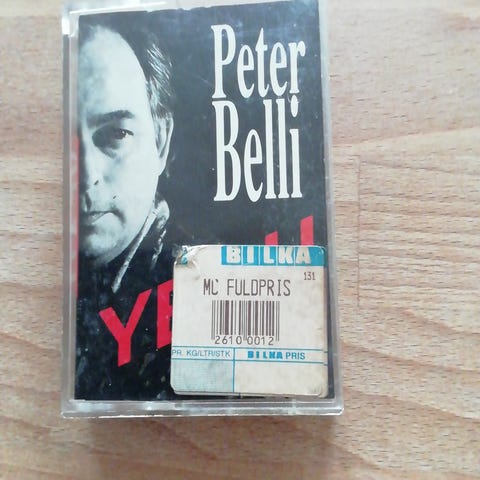 Peter
Belli
BILKA
131
MC FULDPRIS
2610 0012
PR. KG/LTR/STK
BILKA PRIS